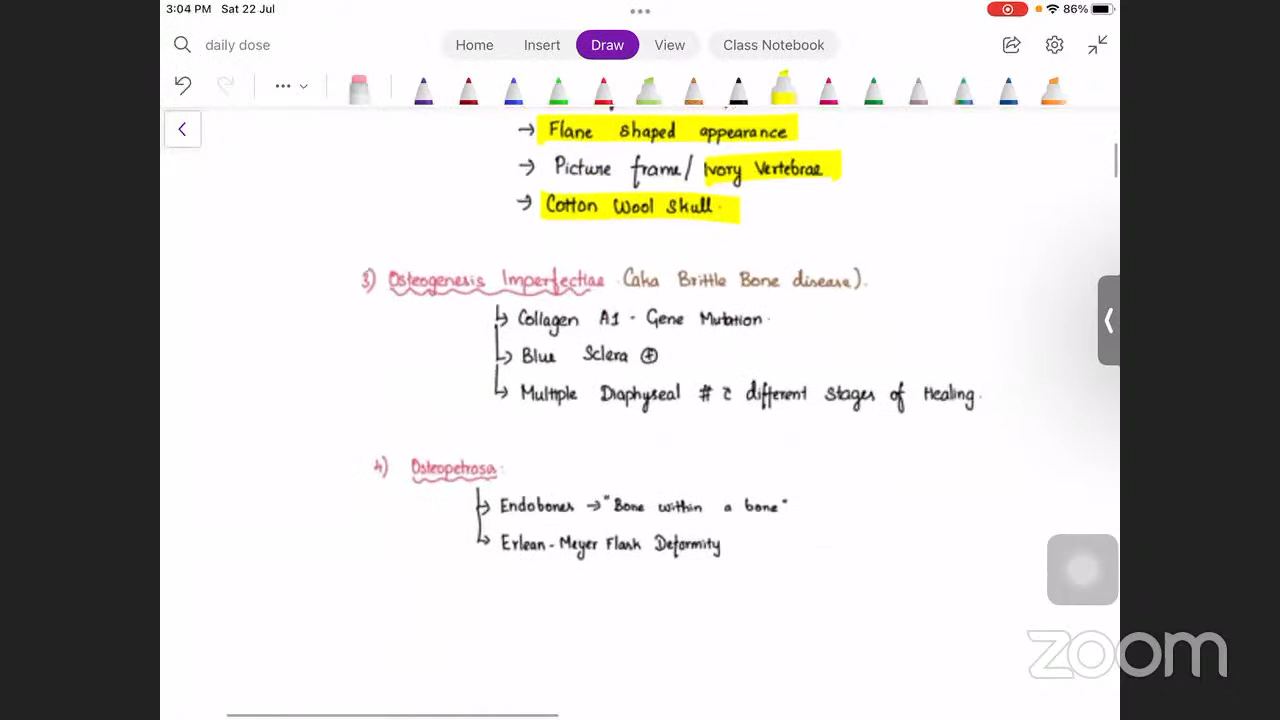 3:04 PM Sat 22 Jul
86%
daily dose
Home Insert Draw View Class Notebook
→ Flane shaped appearance
→ Picture frame/ Ivory Vertebrae
→ Cotton Wool Skull.
3) Osteogenesis Imperfectiae (aka Brittle Bone disease).
Collagen A1 - Gene Mutation.
Blue Sclera ⊕
Multiple Diaphyseal # c̄ different stages of Healing.
4) Osteopetrosis.
Endobones → "Bone within a bone"
Erlean-Meyer Flask Deformity
zoom